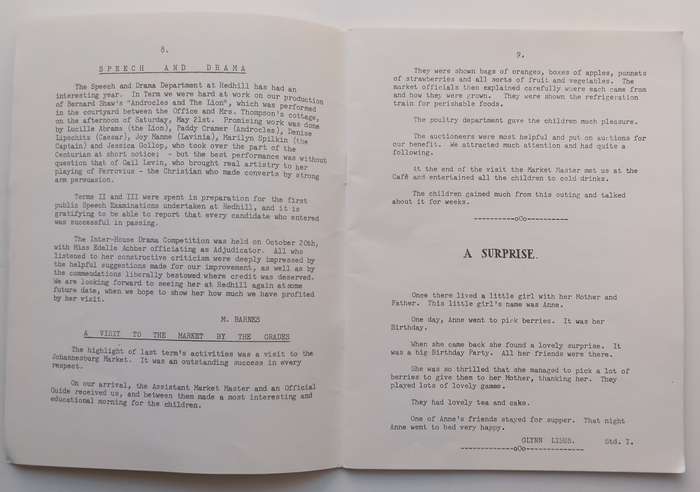 8.
SPEECH AND DRAMA
The Speech and Drama Department at Redhill has had an
interesting year. In Term we were hard at work on our production
of Bernard Shaw's "Androcles and The Lion", which was performed
in the courtyard between the Office and Mrs. Thompson's cottage,
on the afternoon of Saturday, May 21st. Promising work was done
by Lucille Abrams (the Lion), Paddy Cramer (Androcles), Denise
Lipschitz (Caesar), Joy Manne (Lavinia), Marilyn Spilkin (the
Captain) and Jessica Gollop, who took over the part of the
Centurian at short notice; - but the best performance was without
question that of Gail Levin, who brought real artistry to her
playing of Ferrovius - the Christian who made converts by strong
arm persuasion.
Terms II and III were spent in preparation for the first
public Speech Examinations undertaken at Redhill, and it is
gratifying to be able to report that every candidate who entered
was successful in passing.
The Inter-House Drama Competition was held on October 20th,
with Miss Edelle Achber officiating as Adjudicator. All who
listened to her constructive criticism were deeply impressed by
the helpful suggestions made for our improvement, as well as by
the commendations liberally bestowed where credit was deserved.
We are looking forward to seeing her at Redhill again at some
future date, when we hope to show her how much we have profited
by her visit.
M. BARNES
A VISIT TO THE MARKET BY THE GRADES
The highlight of last term's activities was a visit to the
Johannesburg Market. It was an outstanding success in every
respect.
On our arrival, the Assistant Market Master and an Official
Guide received us, and between them made a most interesting and
educational morning for the children.
9.
They were shown bags of oranges, boxes of apples, punnets
of strawberries and all sorts of fruit and vegetables. The
market officials then explained carefully where each came from
and how they were grown. They were shown the refrigeration
train for perishable foods.
The poultry department gave the children much pleasure.
The auctioneers were most helpful and put on auctions for
our benefit. We attracted much attention and had quite a
following.
At the end of the visit the Market Master met us at the
Café and entertained all the children to cold drinks.
The children gained much from this outing and talked
about it for weeks.
----------oOo----------
A SURPRISE.
Once there lived a little girl with her Mother and
Father. This little girl's name was Anne.
One day, Anne went to pick berries. It was her
Birthday.
When she came back she found a lovely surprise. It
was a big Birthday Party. All her friends were there.
She was so thrilled that she managed to pick a lot of
berries to give them to her Mother, thanking her. They
played lots of lovely games.
They had lovely tea and cake.
One of Anne's friends stayed for supper. That night
Anne went to bed very happy.
GLYNN Std. I.
-------------oOo--------------